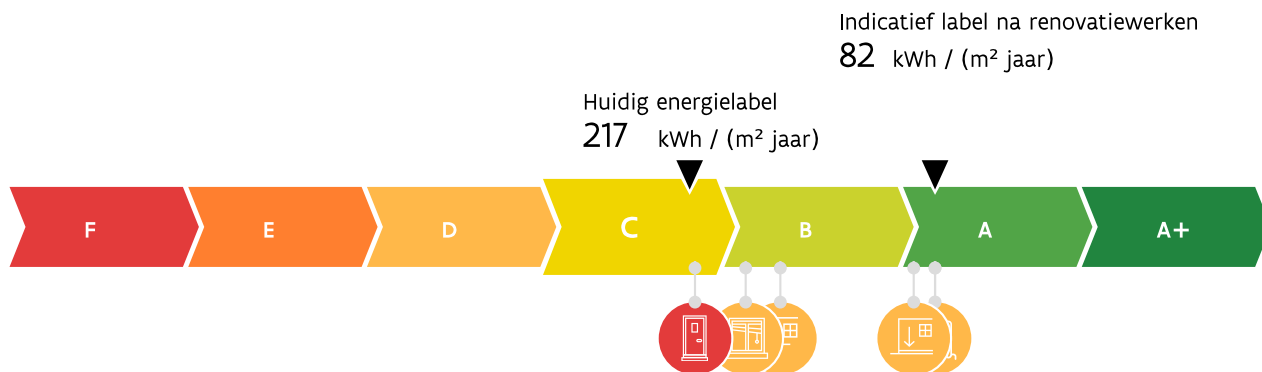 Indicatief label na renovatiewerken
82 kWh / (m² jaar)
Huidig energielabel
217 kWh / (m² jaar)
F E D C B A A+